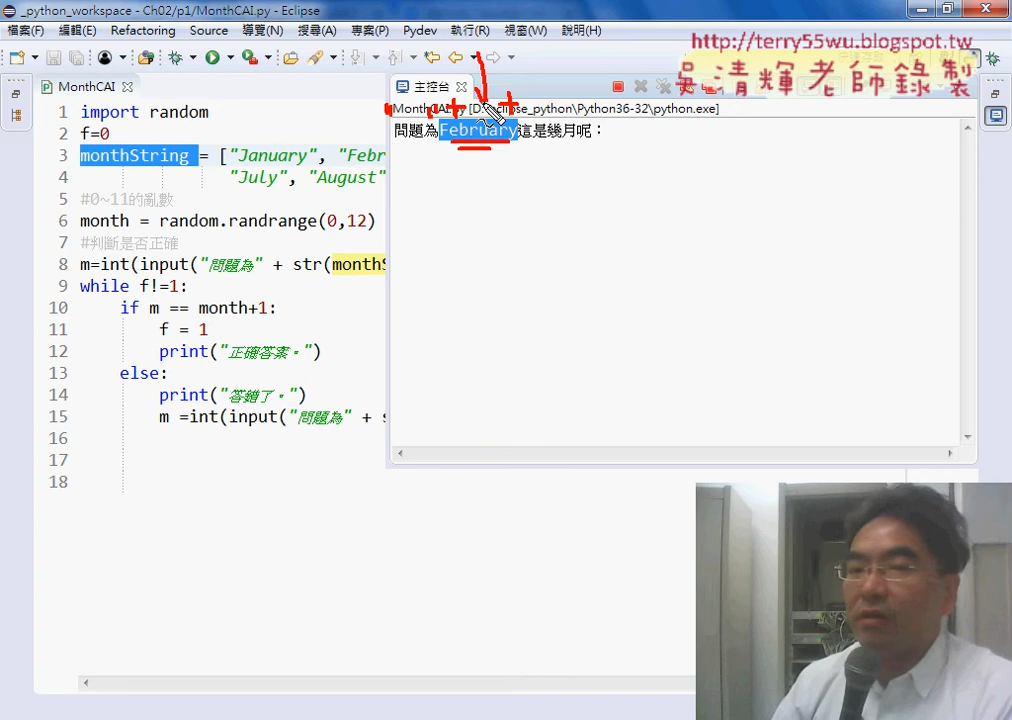 _python_workspace - Ch02/p1/MonthCAI.py - Eclipse
檔案(F) 編輯(E) Refactoring Source 導覽(N) 搜尋(A) 專案(P) Pydev 執行(R) 視窗(W) 說明(H)
http://terry55wu.blogspot.tw
吳清輝老師錄製
MonthCAI
主控台
[D:\eclipse_python\Python36-32\python.exe]
問題為February這是幾月呢：
1 import random
2 f=0
3 monthString = ["January", "Febr
4 "July", "August"
5 #0~11的亂數
6 month = random.randrange(0,12)
7 #判斷是否正確
8 m=int(input("問題為" + str(monthS
9 while f!=1:
10 if m == month+1:
11 f = 1
12 print("正確答案。")
13 else:
14 print("答錯了。")
15 m =int(input("問題為" + s
16
17
18